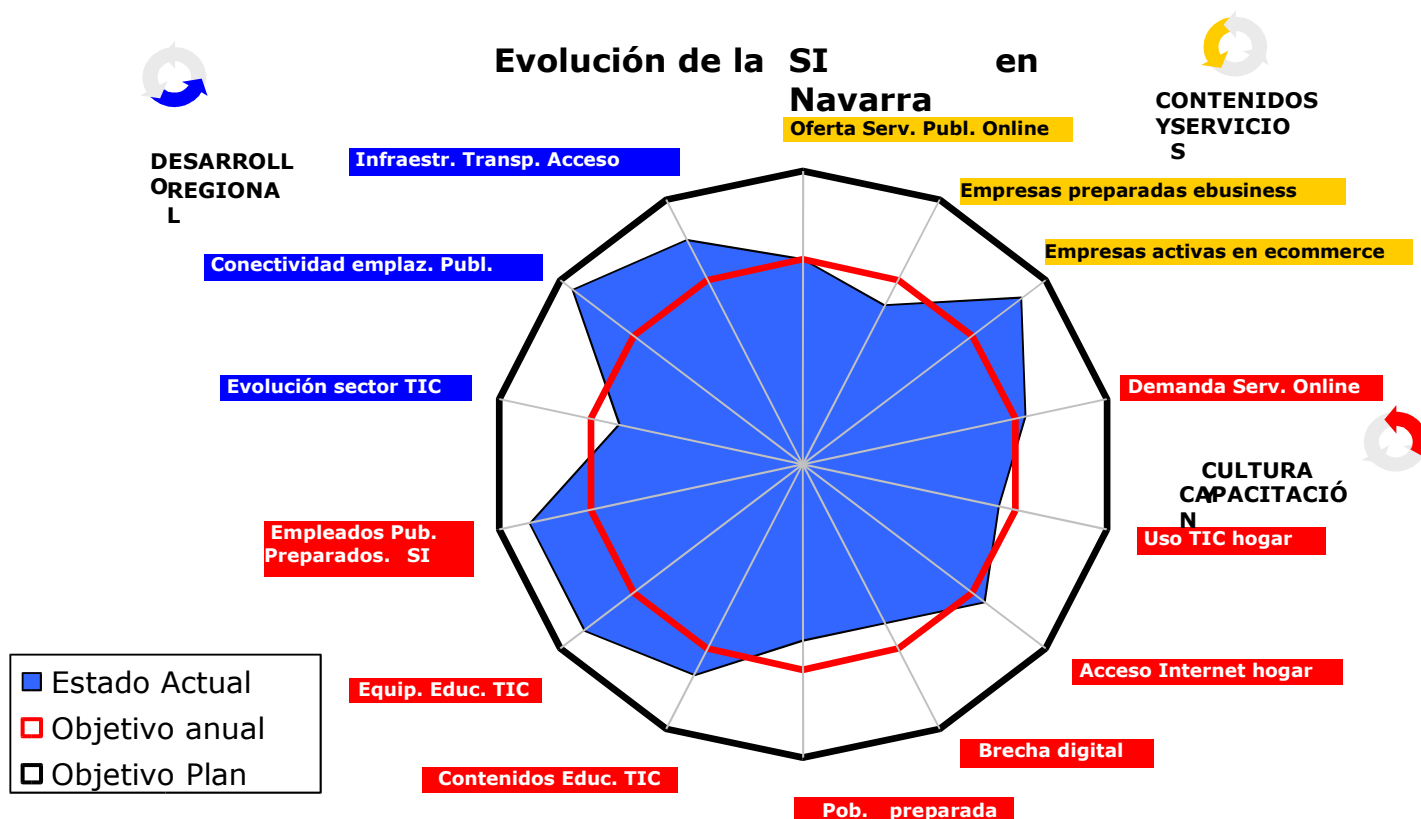 Evolución de la SI en
Navarra
CONTENIDOS
YSERVICIO
S
DESARROLL
OREGIONA
L
Oferta Serv. Publ. Online
Infraestr. Transp. Acceso
Empresas preparadas ebusiness
Empresas activas en ecommerce
Conectividad emplaz. Publ.
Evolución sector TIC
Demanda Serv. Online
CULTURA
Y
CAPACITACIÓ
N
Uso TIC hogar
Empleados Pub.
Preparados. SI
Acceso Internet hogar
Equip. Educ. TIC
Brecha digital
Contenidos Educ. TIC
Pob. preparada
Estado Actual
Objetivo anual
Objetivo Plan